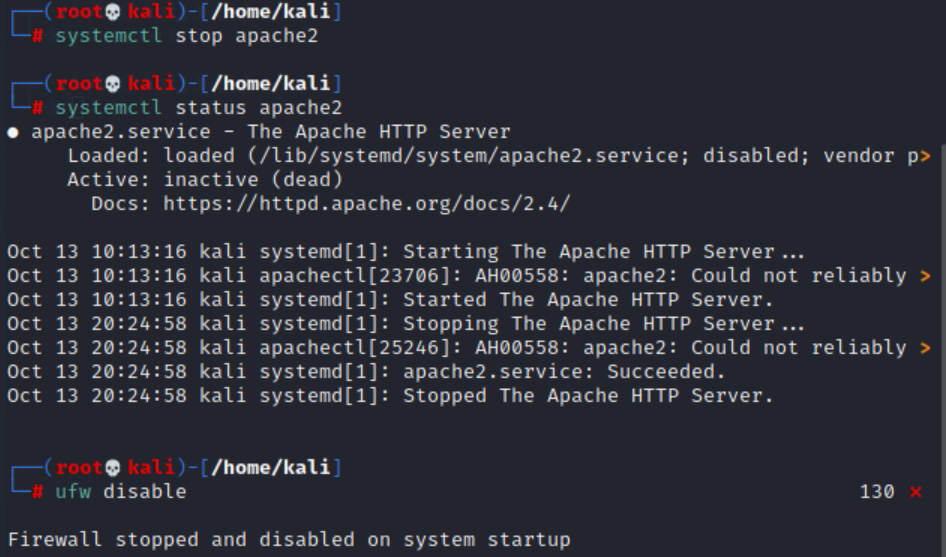 ┌──(root💀kali)-[/home/kali]
└─# systemctl stop apache2
┌──(root💀kali)-[/home/kali]
└─# systemctl status apache2
● apache2.service - The Apache HTTP Server
Loaded: loaded (/lib/systemd/system/apache2.service; disabled; vendor p>
Active: inactive (dead)
Docs: https://httpd.apache.org/docs/2.4/
Oct 13 10:13:16 kali systemd[1]: Starting The Apache HTTP Server...
Oct 13 10:13:16 kali apachectl[23706]: AH00558: apache2: Could not reliably >
Oct 13 10:13:16 kali systemd[1]: Started The Apache HTTP Server.
Oct 13 20:24:58 kali systemd[1]: Stopping The Apache HTTP Server...
Oct 13 20:24:58 kali apachectl[25246]: AH00558: apache2: Could not reliably >
Oct 13 20:24:58 kali systemd[1]: apache2.service: Succeeded.
Oct 13 20:24:58 kali systemd[1]: Stopped The Apache HTTP Server.
┌──(root💀kali)-[/home/kali]
└─# ufw disable 130 ⨯
Firewall stopped and disabled on system startup